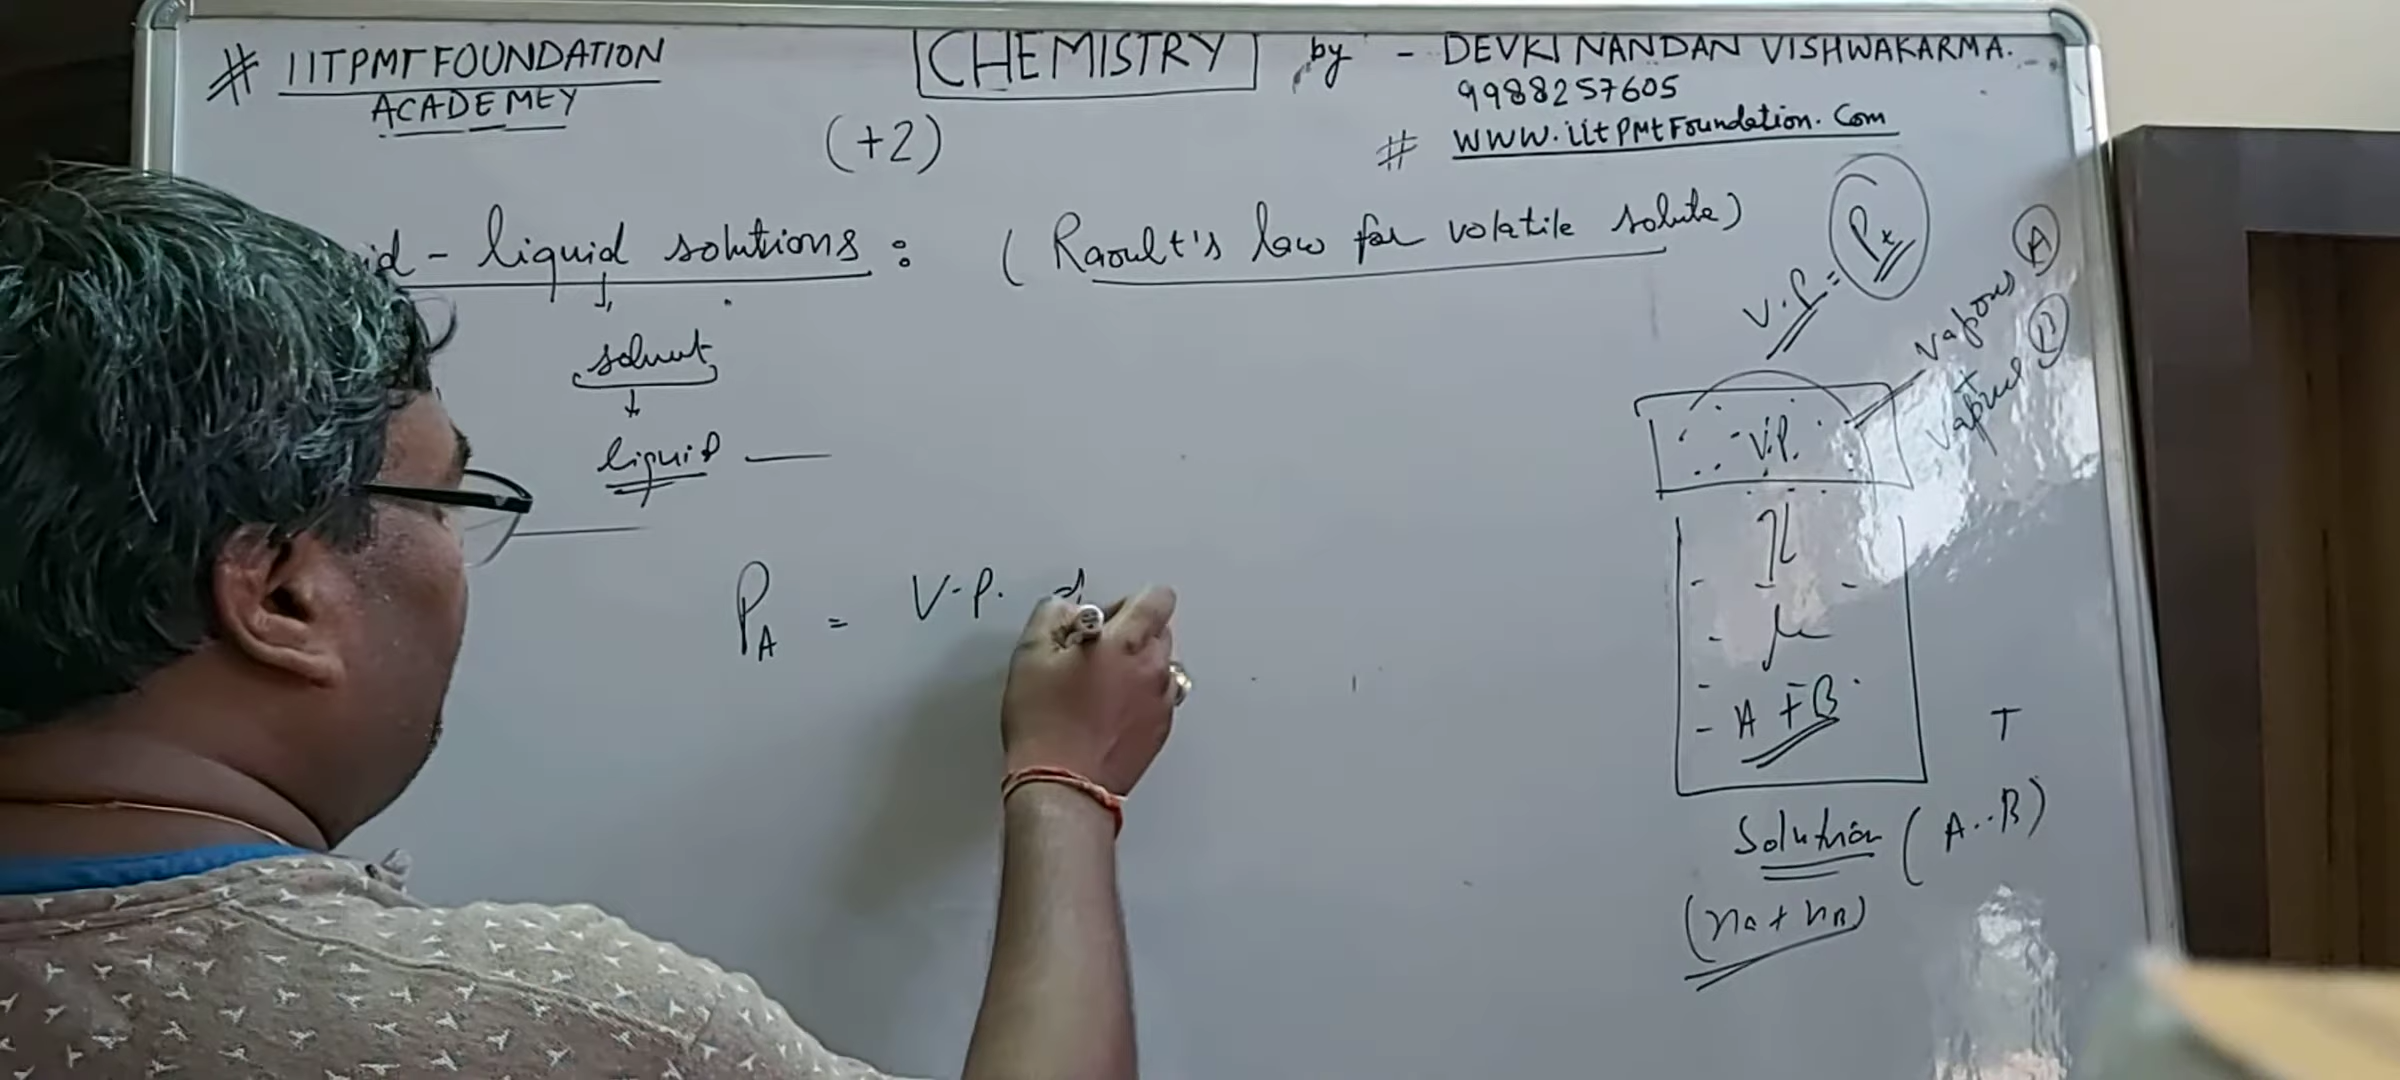 # IITPMT FOUNDATION
ACADEMEY
CHEMISTRY by - DEVKI NANDAN VISHWAKARMA.
9988257605
# WWW.iitPMtFoundation.Com
(+2)
id - liquid solutions : ( Raoult's law for volatile solute)
solvent
liquid
V.P. =
vapours A
B
V.P.
A + B
T
Solution ( A..B)
(nA + nB)
PA = V.P.